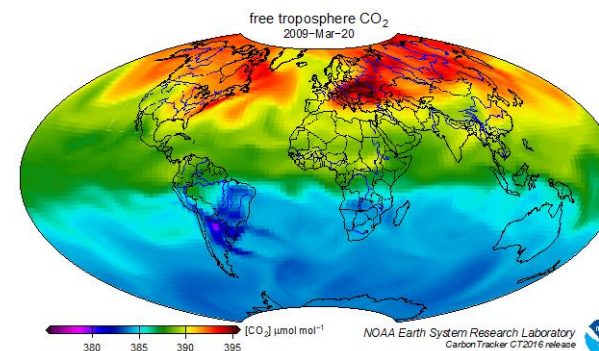 free troposphere CO₂
2009-Mar-20
380 385 390 395 [CO₂] μmol mol⁻¹
NOAA Earth System Research Laboratory
CarbonTracker CT2016 release